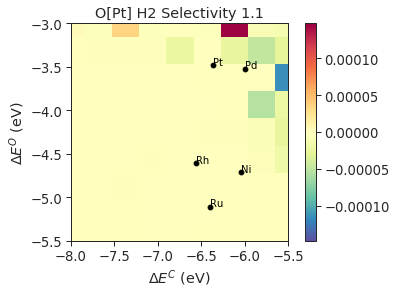 O[Pt] H2 Selectivity 1.1
−3.0
−3.5
−4.0
−4.5
−5.0
−5.5
ΔE^O (eV)
Pt
Pd
Rh
Ni
Ru
−8.0 −7.5 −7.0 −6.5 −6.0 −5.5
ΔE^C (eV)
0.00010
0.00005
0.00000
−0.00005
−0.00010